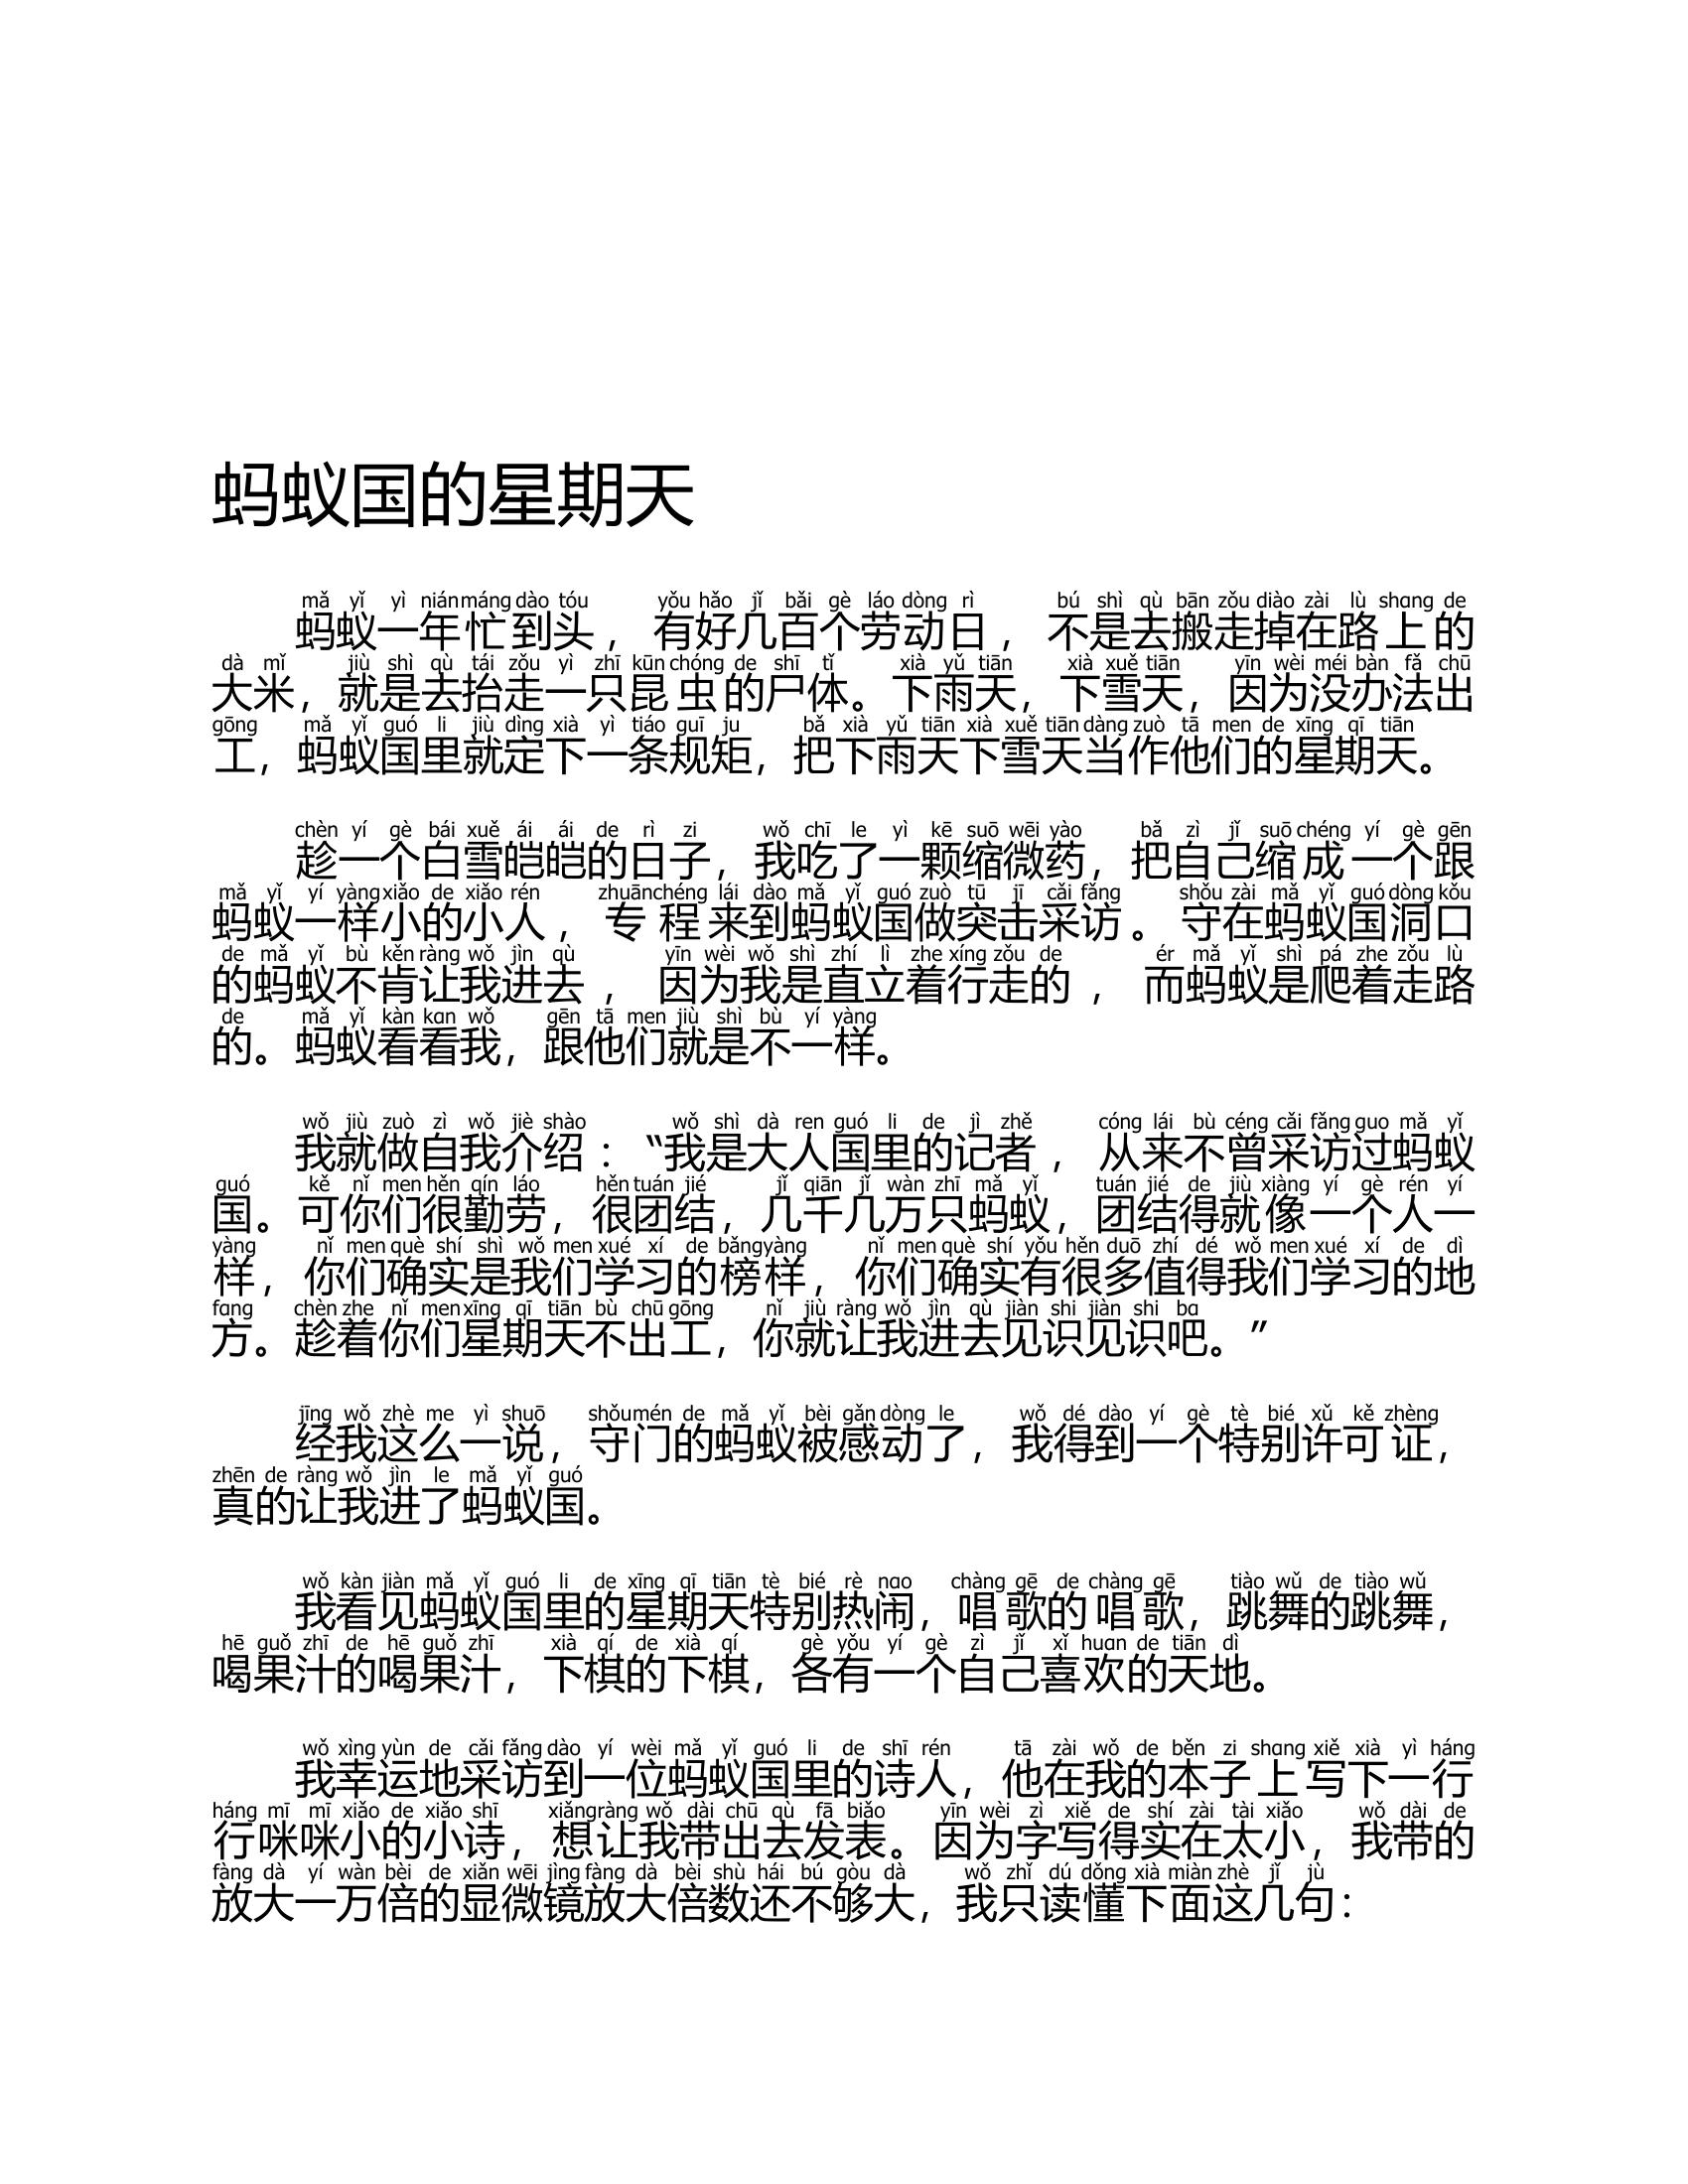 蚂蚁国的星期天
mǎ yǐ yì nián máng dào tóu yǒu hǎo jǐ bǎi gè láo dòng rì bú shì qù bān zǒu diào zài lù shang de
蚂蚁一年忙到头，有好几百个劳动日，不是去搬走掉在路上的
dà mǐ jiù shì qù tái zǒu yì zhī kūn chóng de shī tǐ xià yǔ tiān xià xuě tiān yīn wèi méi bàn fǎ chū
大米，就是去抬走一只昆虫的尸体。下雨天，下雪天，因为没办法出
gōng mǎ yǐ guó li jiù dìng xià yì tiáo guī ju bǎ xià yǔ tiān xià xuě tiān dàng zuò tā men de xīng qī tiān
工，蚂蚁国里就定下一条规矩，把下雨天下雪天当作他们的星期天。
chèn yí gè bái xuě ái ái de rì zi wǒ chī le yì kē suō wēi yào bǎ zì jǐ suō chéng yí gè gēn
趁一个白雪皑皑的日子，我吃了一颗缩微药，把自己缩成一个跟
mǎ yǐ yí yàng xiǎo de xiǎo rén zhuān chéng lái dào mǎ yǐ guó zuò tū jī cǎi fǎng shǒu zài mǎ yǐ guó dòng kǒu
蚂蚁一样小的小人，专程来到蚂蚁国做突击采访。守在蚂蚁国洞口
de mǎ yǐ bù kěn ràng wǒ jìn qù yīn wèi wǒ shì zhí lì zhe xíng zǒu de ér mǎ yǐ shì pá zhe zǒu lù
的蚂蚁不肯让我进去，因为我是直立着行走的，而蚂蚁是爬着走路
de mǎ yǐ kàn kan wǒ gēn tā men jiù shì bù yí yàng
的。蚂蚁看看我，跟他们就是不一样。
wǒ jiù zuò zì wǒ jiè shào wǒ shì dà ren guó li de jì zhě cóng lái bù céng cǎi fǎng guo mǎ yǐ
我就做自我介绍：“我是大人国里的记者，从来不曾采访过蚂蚁
guó kě nǐ men hěn qín láo hěn tuán jié jǐ qiān jǐ wàn zhī mǎ yǐ tuán jié de jiù xiàng yí gè rén yí
国。可你们很勤劳，很团结，几千几万只蚂蚁，团结得就像一个人一
yàng nǐ men què shí shì wǒ men xué xí de bǎng yàng nǐ men què shí yǒu hěn duō zhí dé wǒ men xué xí de dì
样，你们确实是我们学习的榜样，你们确实有很多值得我们学习的地
fang chèn zhe nǐ men xīng qī tiān bù chū gōng nǐ jiù ràng wǒ jìn qù jiàn shi jiàn shi ba
方。趁着你们星期天不出工，你就让我进去见识见识吧。”
jīng wǒ zhè me yì shuō shǒu mén de mǎ yǐ bèi gǎn dòng le wǒ dé dào yí gè tè bié xǔ kě zhèng
经我这么一说，守门的蚂蚁被感动了，我得到一个特别许可证，
zhēn de ràng wǒ jìn le mǎ yǐ guó
真的让我进了蚂蚁国。
wǒ kàn jiàn mǎ yǐ guó li de xīng qī tiān tè bié rè nao chàng gē de chàng gē tiào wǔ de tiào wǔ
我看见蚂蚁国里的星期天特别热闹，唱歌的唱歌，跳舞的跳舞，
hē guǒ zhī de hē guǒ zhī xià qí de xià qí gè yǒu yí gè zì jǐ xǐ huan de tiān dì
喝果汁的喝果汁，下棋的下棋，各有一个自己喜欢的天地。
wǒ xìng yùn de cǎi fǎng dào yí wèi mǎ yǐ guó li de shī rén tā zài wǒ de běn zi shang xiě xià yì háng
我幸运地采访到一位蚂蚁国里的诗人，他在我的本子上写下一行
háng mī mī xiǎo de xiǎo shī xiǎng ràng wǒ dài chū qù fā biǎo yīn wèi zì xiě de shí zài tài xiǎo wǒ dài de
行咪咪小的小诗，想让我带出去发表。因为字写得实在太小，我带的
fàng dà yí wàn bèi de xiǎn wēi jìng fàng dà bèi shù hái bú gòu dà wǒ zhǐ dú dǒng xià miàn zhè jǐ jù
放大一万倍的显微镜放大倍数还不够大，我只读懂下面这几句：